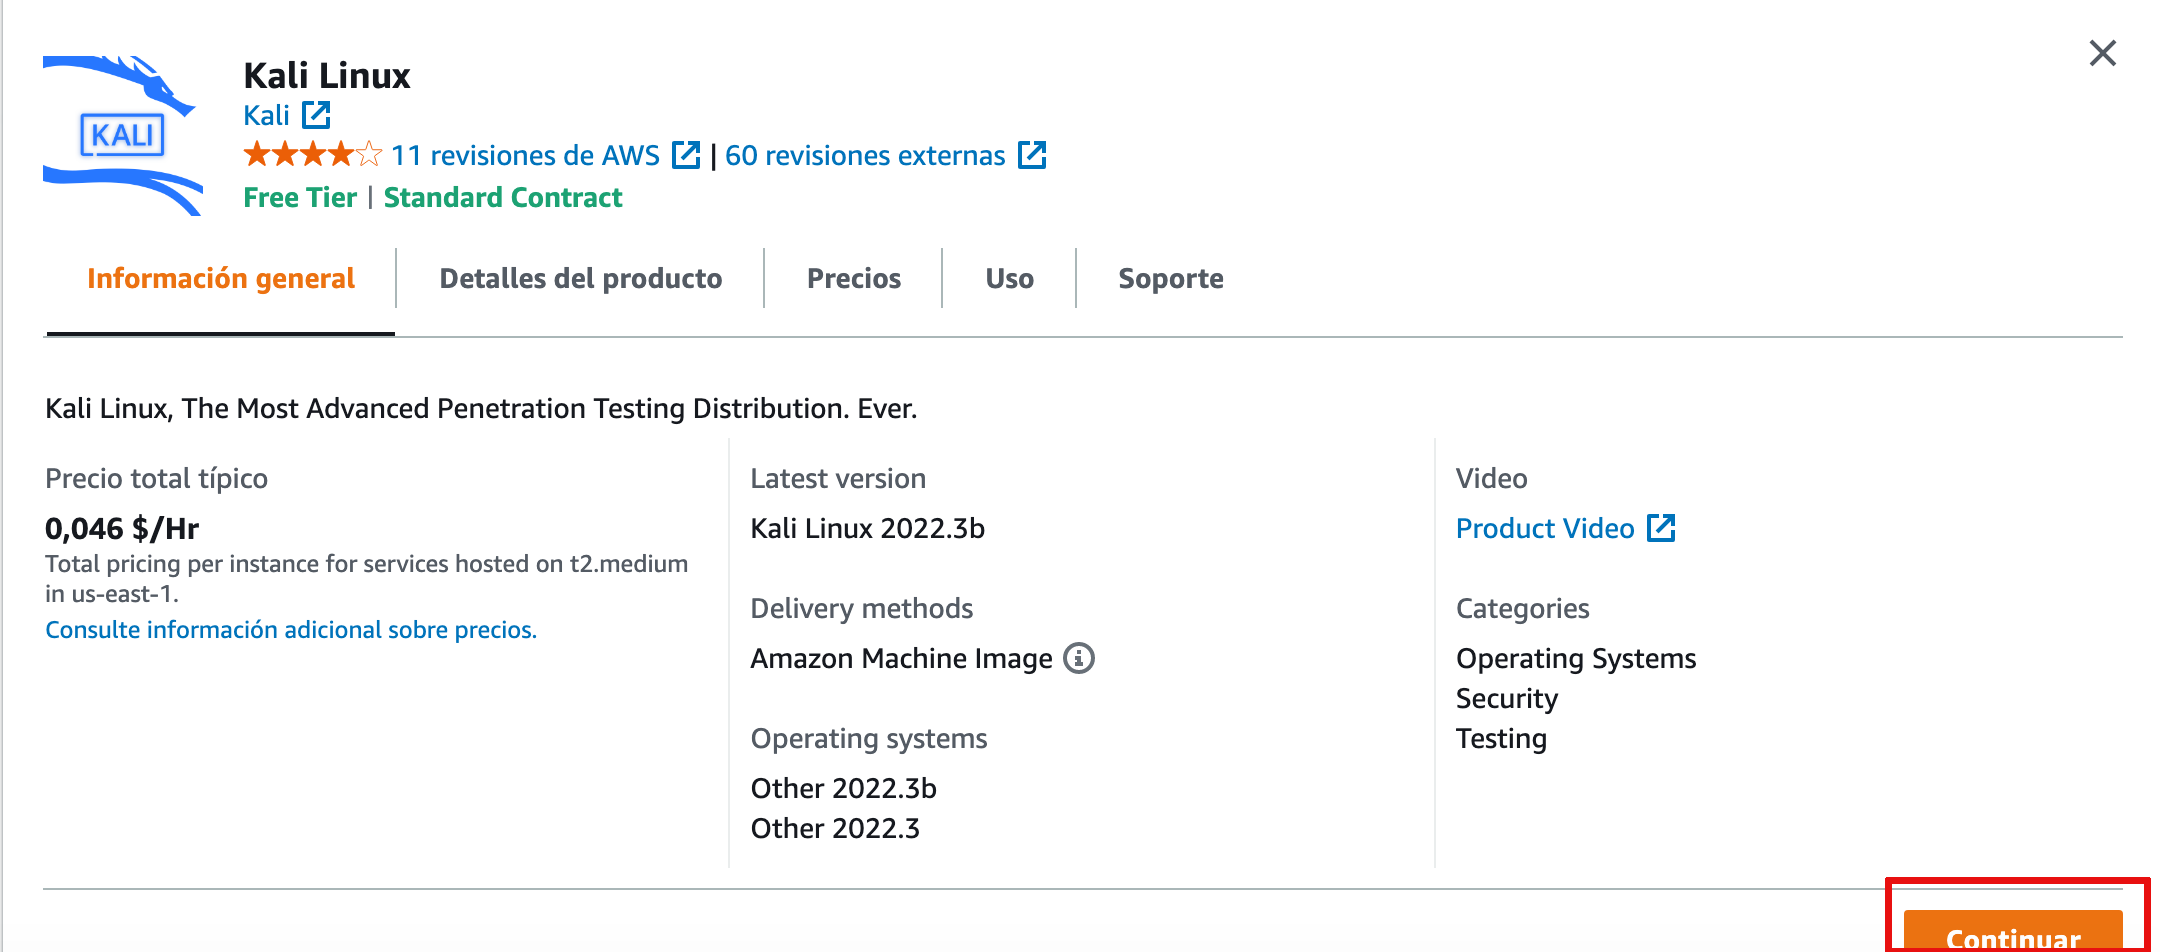 Kali Linux
KALI
Kali
11 revisiones de AWS | 60 revisiones externas
Free Tier | Standard Contract
Información general
Detalles del producto
Precios
Uso
Soporte
Kali Linux, The Most Advanced Penetration Testing Distribution. Ever.
Precio total típico
0,046 $/Hr
Total pricing per instance for services hosted on t2.medium
in us-east-1.
Consulte información adicional sobre precios.
Latest version
Kali Linux 2022.3b
Delivery methods
Amazon Machine Image
Operating systems
Other 2022.3b
Other 2022.3
Video
Product Video
Categories
Operating Systems
Security
Testing
Continuar